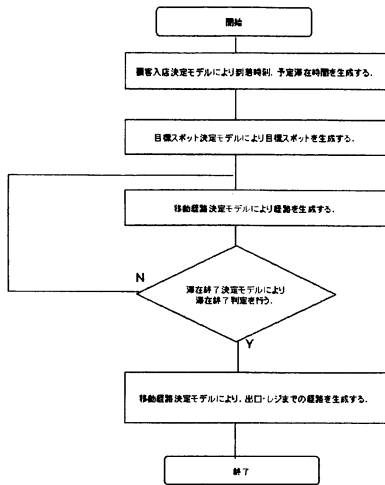 開始
顧客入店決定モデルにより到着時刻, 予定滞在時間を生成する.
目標スポット決定モデルにより目標スポットを生成する.
移動経路決定モデルにより経路を生成する.
N
滞在終了決定モデルにより
滞在終了判定を行う.
Y
移動経路決定モデルにより, 出口・レジまでの経路を生成する.
終了